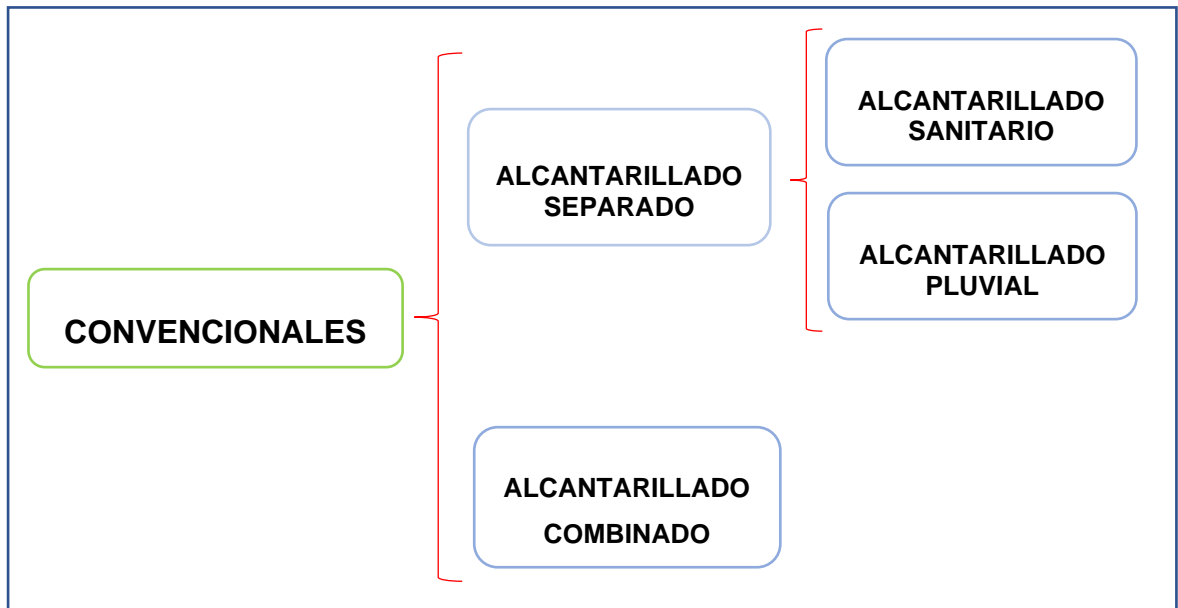 CONVENCIONALES
ALCANTARILLADO
SEPARADO
ALCANTARILLADO
SANITARIO
ALCANTARILLADO
PLUVIAL
ALCANTARILLADO
COMBINADO